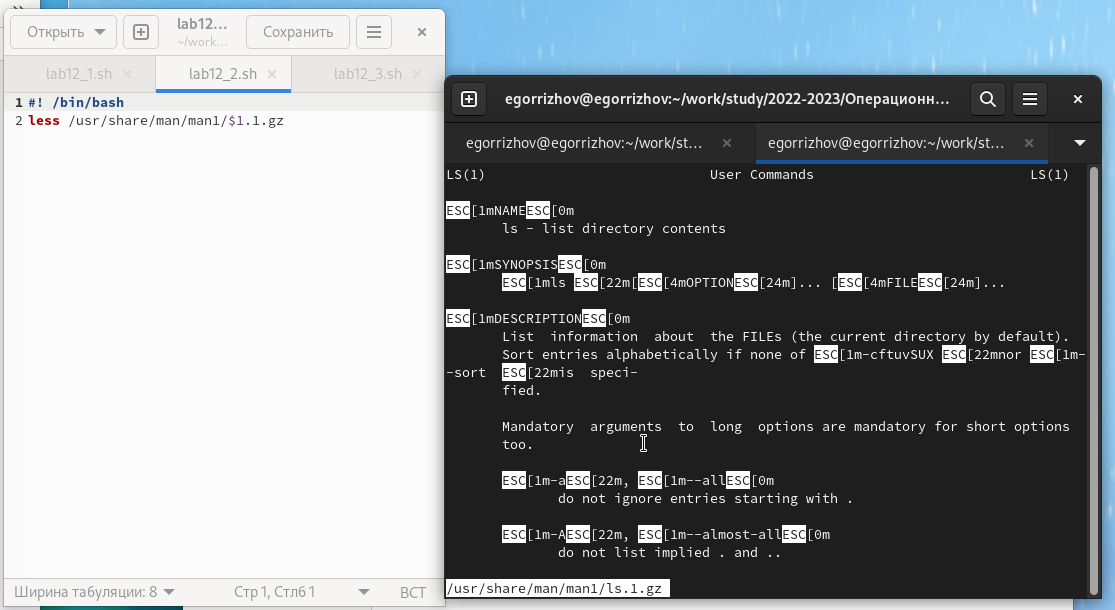 Открыть
lab12...
~/work...
Сохранить
lab12_1.sh
lab12_2.sh
lab12_3.sh
1 #! /bin/bash
2 less /usr/share/man/man1/$1.1.gz
Ширина табуляции: 8
Стр 1, Стлб 1
ВСТ
egorrizhov@egorrizhov:~/work/study/2022-2023/Операционн...
egorrizhov@egorrizhov:~/work/st...
egorrizhov@egorrizhov:~/work/st...
LS(1) User Commands LS(1)
ESC[1mNAMEESC[0m
ls - list directory contents
ESC[1mSYNOPSISESC[0m
ESC[1mls ESC[22m[ESC[4mOPTIONESC[24m]... [ESC[4mFILEESC[24m]...
ESC[1mDESCRIPTIONESC[0m
List information about the FILEs (the current directory by default).
Sort entries alphabetically if none of ESC[1m-cftuvSUX ESC[22mnor ESC[1m-
-sort ESC[22mis speci-
fied.
Mandatory arguments to long options are mandatory for short options
too.
ESC[1m-aESC[22m, ESC[1m--allESC[0m
do not ignore entries starting with .
ESC[1m-AESC[22m, ESC[1m--almost-allESC[0m
do not list implied . and ..
/usr/share/man/man1/ls.1.gz